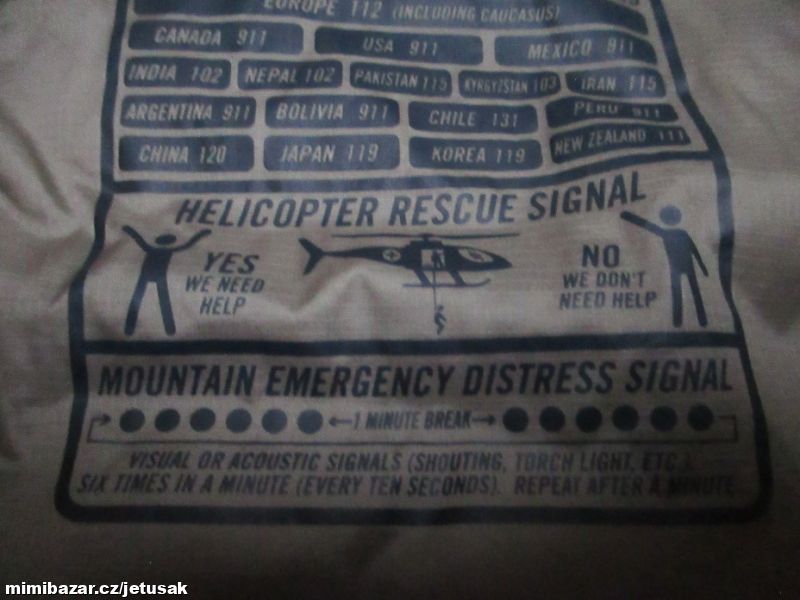 EUROPE 112 (INCLUDING CAUCASUS)
CANADA 911 USA 911 MEXICO 911
INDIA 102 NEPAL 102 PAKISTAN 115 KYRGYZSTAN 103 IRAN 115
ARGENTINA 911 BOLIVIA 911 CHILE 131 PERU 911
CHINA 120 JAPAN 119 KOREA 119 NEW ZEALAND 111
HELICOPTER RESCUE SIGNAL
YES
WE NEED
HELP
NO
WE DON'T
NEED HELP
MOUNTAIN EMERGENCY DISTRESS SIGNAL
1 MINUTE BREAK
VISUAL OR ACOUSTIC SIGNALS (SHOUTING, TORCH LIGHT, ETC.)
SIX TIMES IN A MINUTE (EVERY TEN SECONDS). REPEAT AFTER A MINUTE
mimibazar.cz/jetusak